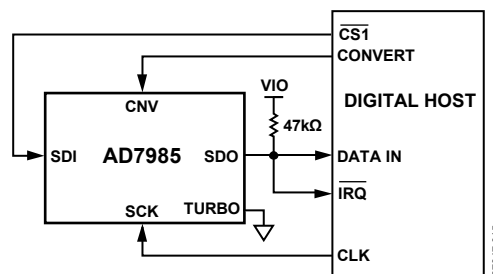 CS1
CONVERT
VIO
CNV
DIGITAL HOST
47kΩ
AD7985
SDI
SDO
DATA IN
IRQ
TURBO
SCK
CLK